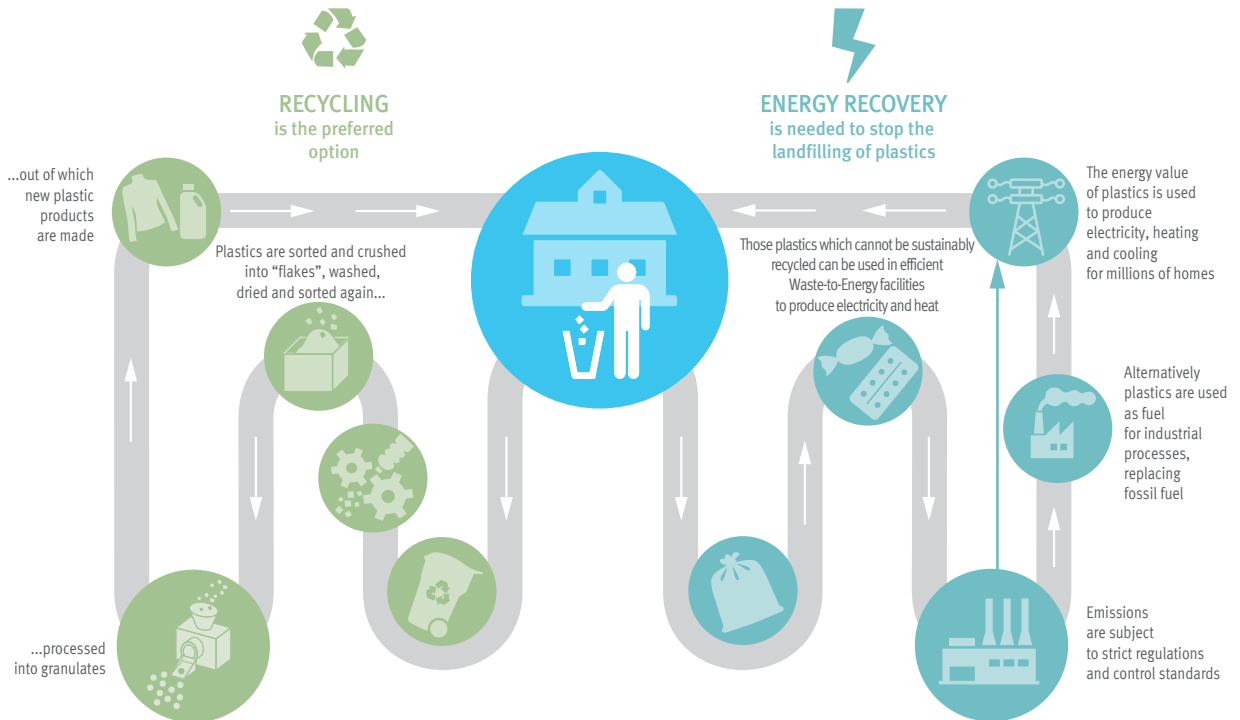 RECYCLING
is the preferred
option
ENERGY RECOVERY
is needed to stop the
landfilling of plastics
...out of which
new plastic
products
are made
Plastics are sorted and crushed
into “flakes”, washed,
dried and sorted again...
...processed
into granulates
Those plastics which cannot be sustainably
recycled can be used in efficient
Waste-to-Energy facilities
to produce electricity and heat
The energy value
of plastics is used
to produce
electricity, heating
and cooling
for millions of homes
Alternatively
plastics are used
as fuel
for industrial
processes,
replacing
fossil fuel
Emissions
are subject
to strict regulations
and control standards